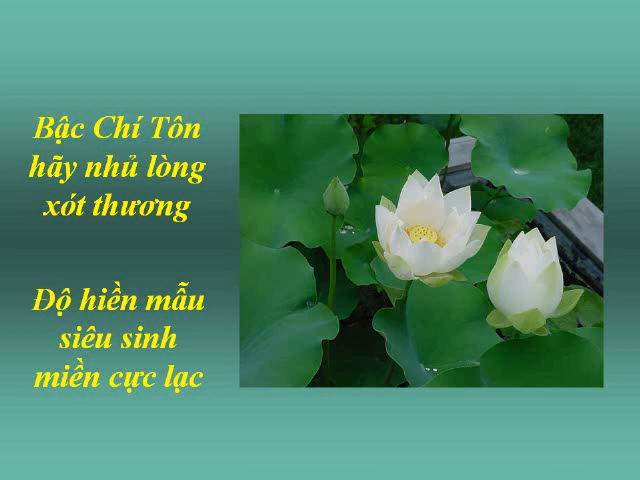 Bậc Chí Tôn
hãy nhủ lòng
xót thương
Độ hiền mẫu
siêu sinh
miền cực lạc